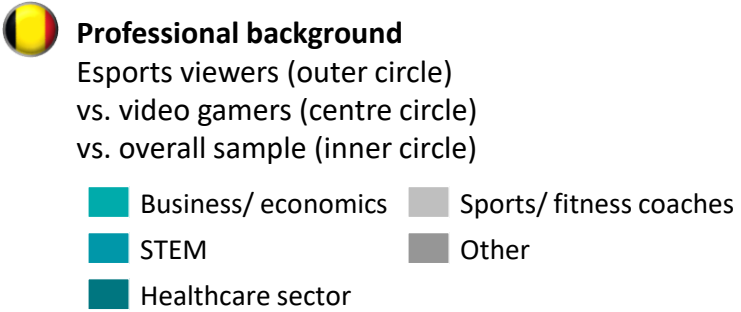 Professional background
Esports viewers (outer circle)
vs. video gamers (centre circle)
vs. overall sample (inner circle)
Business/ economics
Sports/ fitness coaches
STEM
Other
Healthcare sector